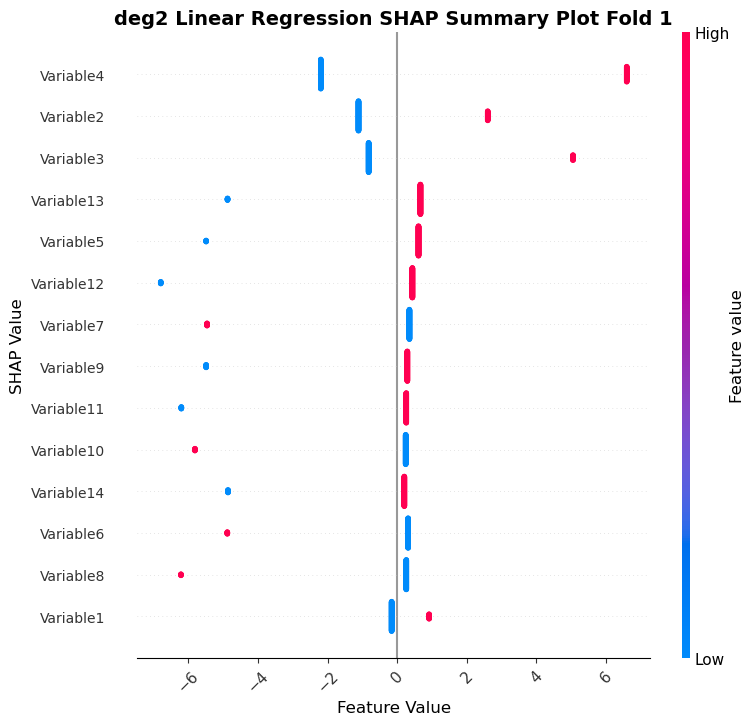 deg2 Linear Regression SHAP Summary Plot Fold 1
High
Variable4
Variable2
Variable3
Variable13
Variable5
Variable12
Variable7
Variable9
Variable11
Variable10
Variable14
Variable6
Variable8
Variable1
SHAP Value
Feature value
Low
−6
−4
−2
0
2
4
6
Feature Value